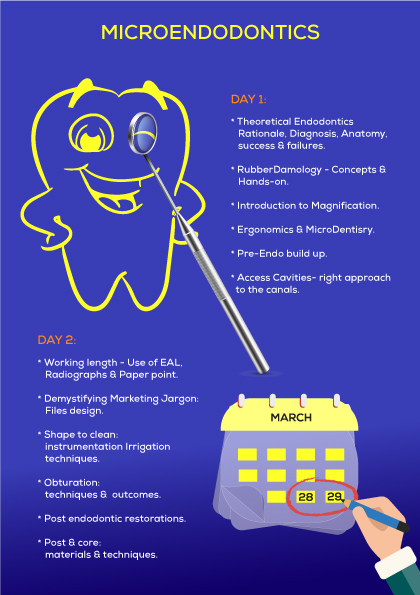 MICROENDODONTICS
DAY 1:
* Theoretical Endodontics
Rationale, Diagnosis, Anatomy,
success & failures.
* RubberDamology - Concepts &
Hands-on.
* Introduction to Magnification.
* Ergonomics & MicroDentisry.
* Pre-Endo build up.
* Access Cavities- right approach
to the canals.
DAY 2:
* Working length - Use of EAL,
Radiographs & Paper point.
* Demystifying Marketing Jargon:
Files design.
* Shape to clean:
instrumentation Irrigation
techniques.
* Obturation:
techniques & outcomes.
* Post endodontic restorations.
* Post & core:
materials & techniques.
MARCH
28 29